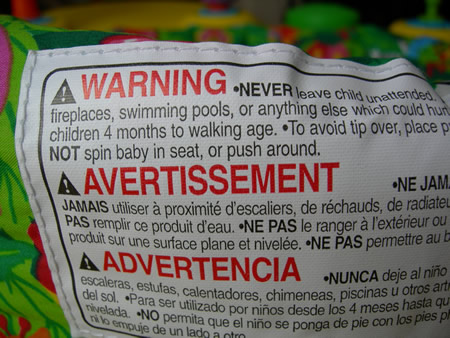 WARNING •NEVER leave child unattended.
fireplaces, swimming pools, or anything else which could hurt
children 4 months to walking age. •To avoid tip over, place
NOT spin baby in seat, or push around.
AVERTISSEMENT •NE
JAMAIS utiliser à proximité d'escaliers, de réchauds, de
PAS remplir ce produit d'eau. •NE PAS le ranger à l'extérieur ou
produit sur une surface plane et nivelée. •NE PAS permettre au
ADVERTENCIA •NUNCA deje al niño
escaleras, estufas, calentadores, chimeneas, piscinas u otros
del sol. •Para ser utilizado por niños desde los 4 meses hasta
nivelada. •NO permita que el niño se ponga de pie con los pies
ni lo empuje de un lado a otro.